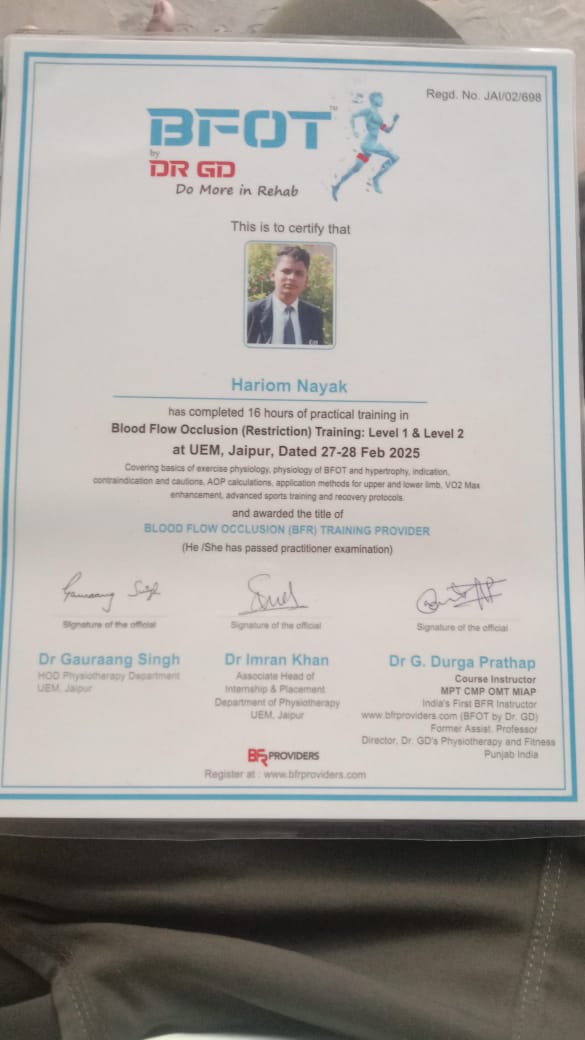 Regd. No. JAI/02/698
BFOT™
by
DR GD
Do More in Rehab
This is to certify that
Hariom Nayak
has completed 16 hours of practical training in
Blood Flow Occlusion (Restriction) Training: Level 1 & Level 2
at UEM, Jaipur, Dated 27-28 Feb 2025
Covering basics of exercise physiology, physiology of BFOT and hypertrophy, indication,
contraindication and cautions, AOP calculations, application methods for upper and lower limb, VO2 Max
enhancement, advanced sports training and recovery protocols.
and awarded the title of
BLOOD FLOW OCCLUSION (BFR) TRAINING PROVIDER
(He /She has passed practitioner examination)
Gauraang Singh
Signature of the official
Dr Gauraang Singh
HOD Physiotherapy Department
UEM, Jaipur
Signature of the official
Dr Imran Khan
Associate Head of
Internship & Placement
Department of Physiotherapy
UEM, Jaipur
Signature of the official
Dr G. Durga Prathap
Course Instructor
MPT CMP OMT MIAP
India's First BFR Instructor
www.bfrproviders.com (BFOT by Dr. GD)
Former Assist. Professor
Director, Dr. GD's Physiotherapy and Fitness
Punjab India
BFR PROVIDERS
Register at : www.bfrproviders.com